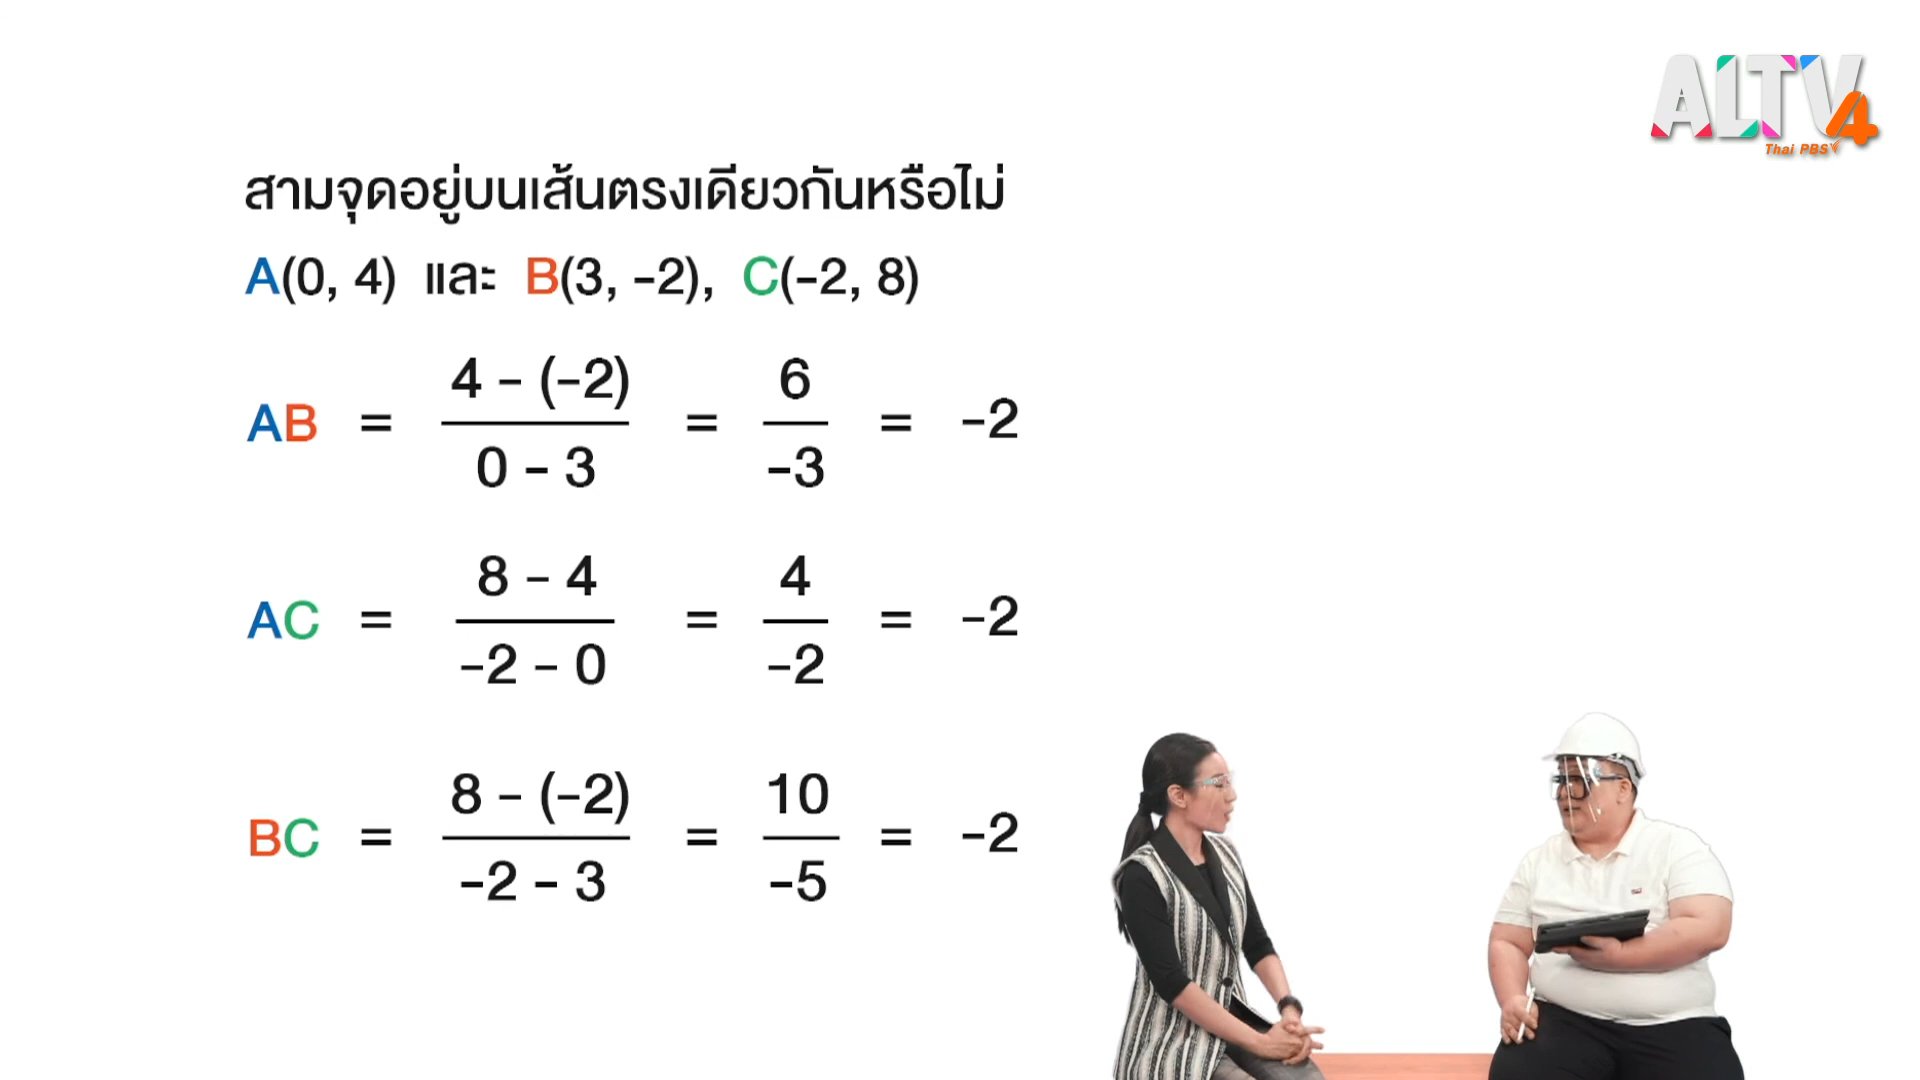 ALTV4
Thai PBS
สามจุดอยู่บนเส้นตรงเดียวกันหรือไม่
A(0, 4) และ B(3, -2), C(-2, 8)
AB = 4 - (-2) / 0 - 3 = 6 / -3 = -2
AC = 8 - 4 / -2 - 0 = 4 / -2 = -2
BC = 8 - (-2) / -2 - 3 = 10 / -5 = -2